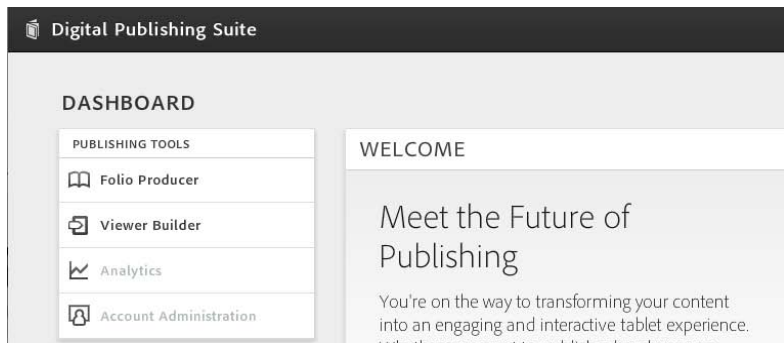 Digital Publishing Suite
DASHBOARD
PUBLISHING TOOLS
Folio Producer
Viewer Builder
Analytics
Account Administration
WELCOME
Meet the Future of
Publishing
You're on the way to transforming your content
into an engaging and interactive tablet experience.